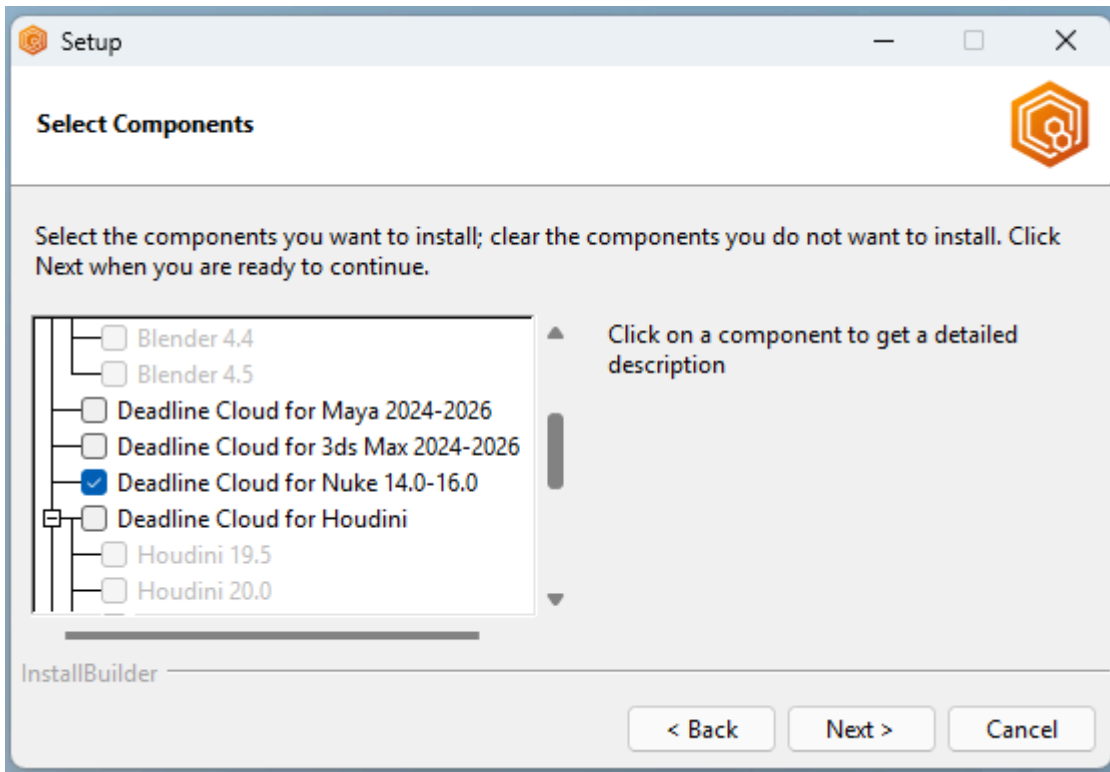 Setup
Select Components
Select the components you want to install; clear the components you do not want to install. Click
Next when you are ready to continue.
Blender 4.4
Blender 4.5
Deadline Cloud for Maya 2024-2026
Deadline Cloud for 3ds Max 2024-2026
Deadline Cloud for Nuke 14.0-16.0
Deadline Cloud for Houdini
Houdini 19.5
Houdini 20.0
Click on a component to get a detailed
description
InstallBuilder
< Back
Next >
Cancel